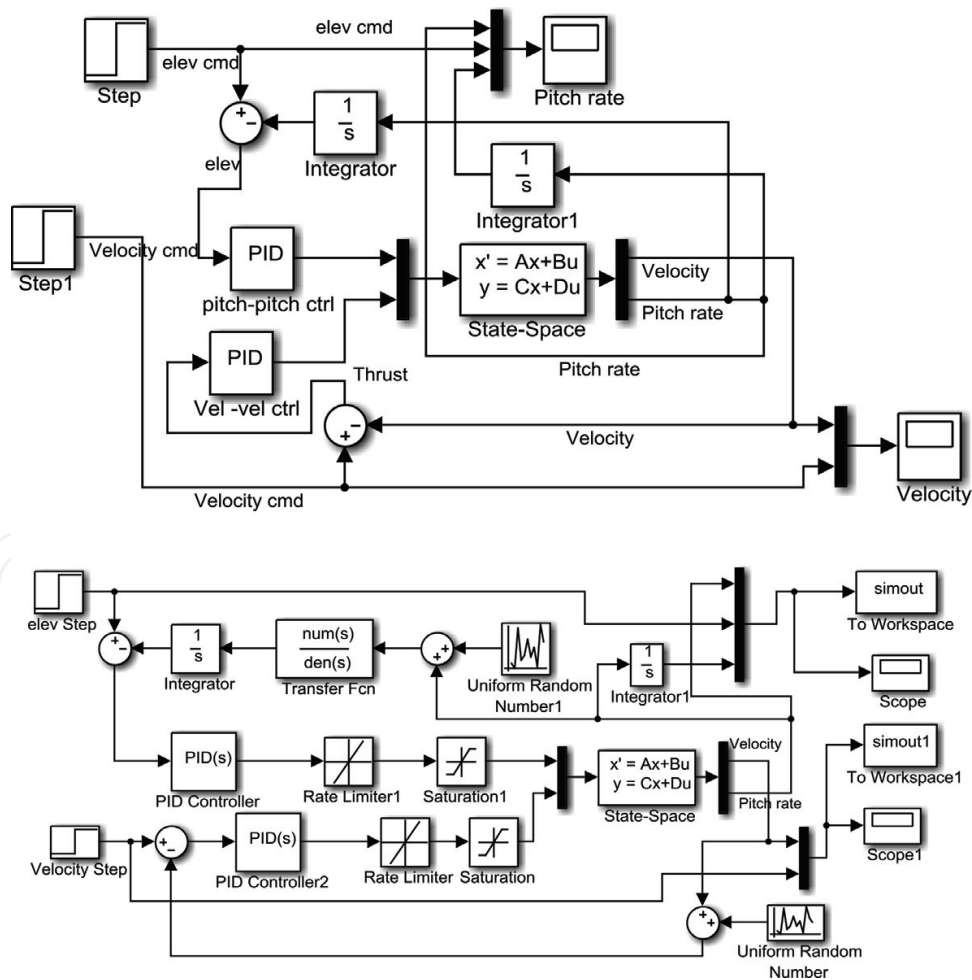 elev cmd
elev cmd
Step
Pitch rate
+
-
1
s
Integrator
elev
1
s
Integrator1
Step1
Velocity cmd
PID
pitch-pitch ctrl
x' = Ax+Bu
y = Cx+Du
State-Space
Velocity
Pitch rate
PID
Vel -vel ctrl
Thrust
Pitch rate
-
+
Velocity
Velocity cmd
Velocity
elev Step
+
-
1
s
Integrator
num(s)
den(s)
Transfer Fcn
+
+
Uniform Random
Number1
1
s
Integrator1
simout
To Workspace
Scope
PID(s)
PID Controller
Rate Limiter1
Saturation1
x' = Ax+Bu
y = Cx+Du
State-Space
Velocity
Pitch rate
simout1
To Workspace1
Velocity Step
+
-
PID(s)
PID Controller2
Rate Limiter
Saturation
Scope1
+
+
Uniform Random
Number